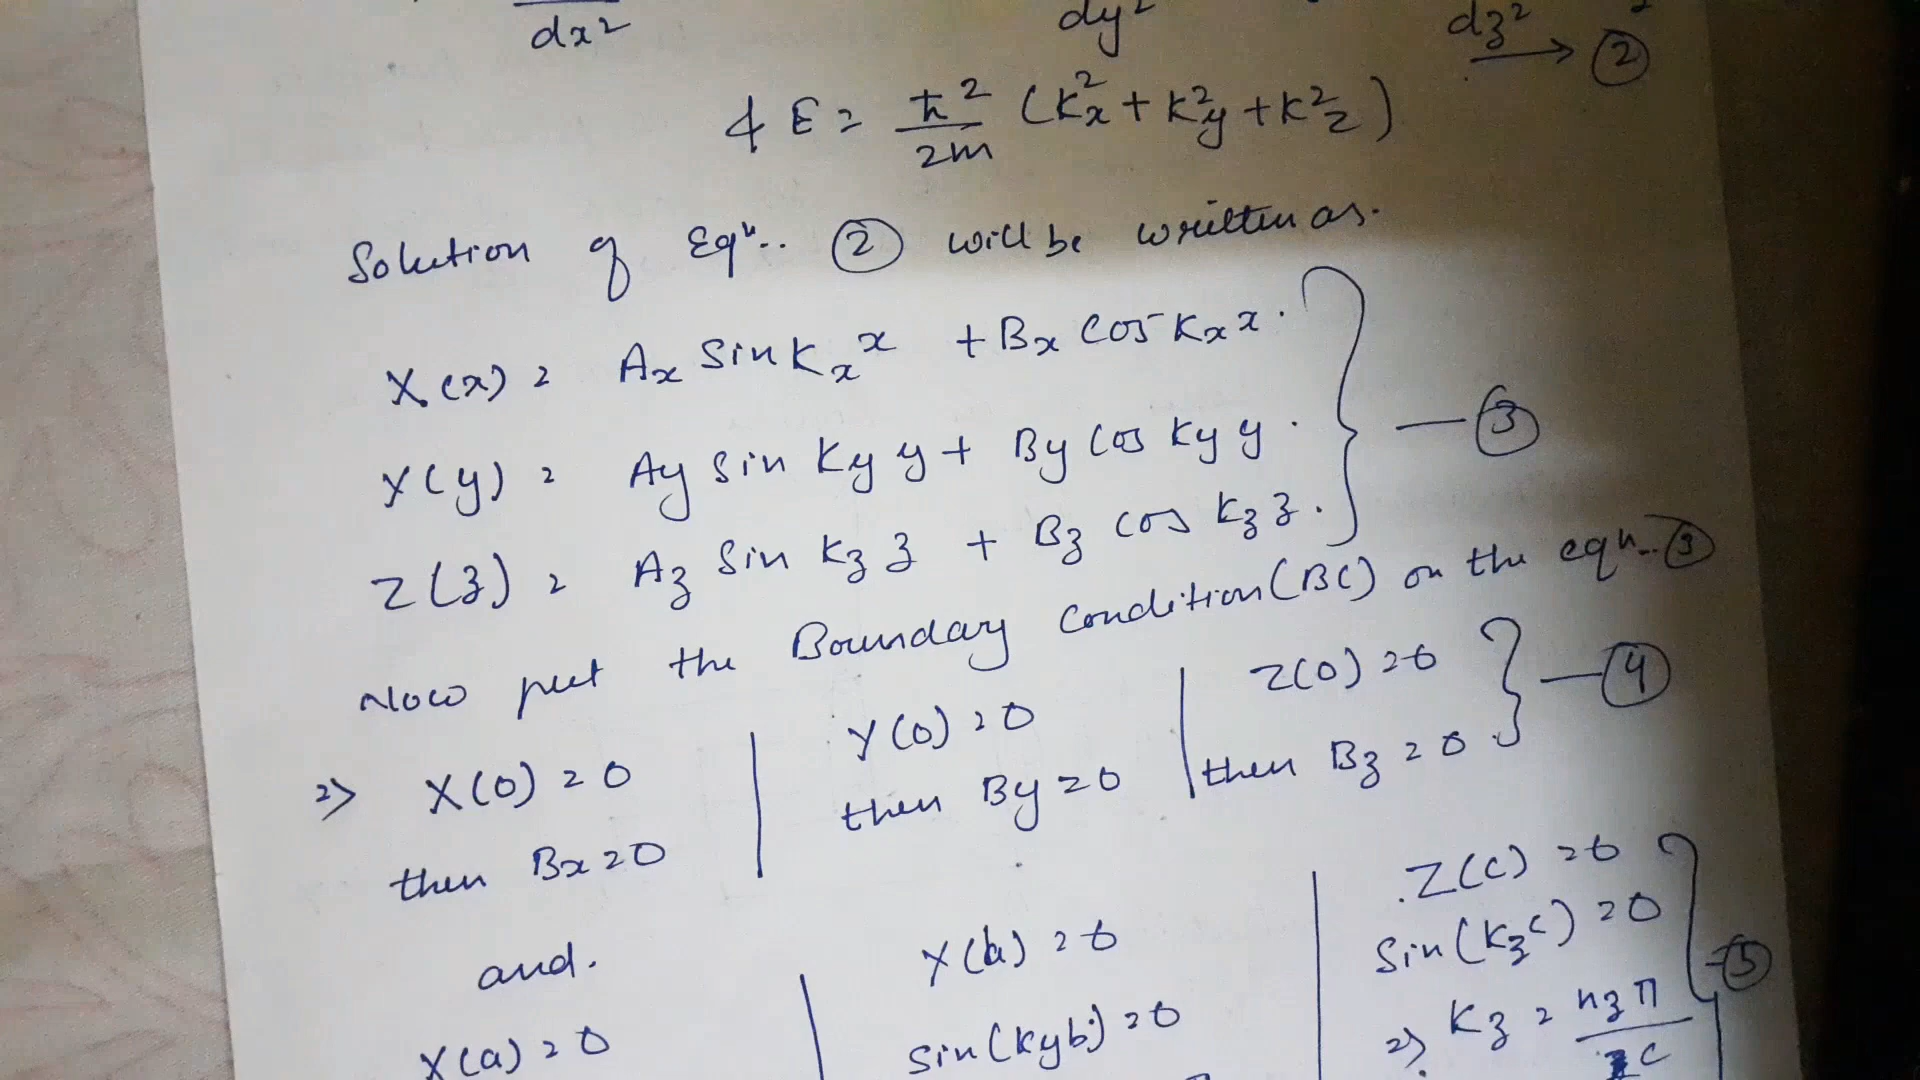 dx² dy² dz² → ②
& E = ħ²/2m (Kx² + Ky² + Kz²)
Solution of Eqn.. ② will be written as.
X(x) = Ax Sin Kx x + Bx Cos Kx x.
Y(y) = Ay Sin Ky y + By Cos Ky y.
Z(z) = Az Sin Kz z + Bz cos Kz z. } — ③
Now put the Boundary Condition (BC) on the eqn.. ③
⇒ X(0) = 0 | Y(0) = 0 | Z(0) = 0
then Bx = 0 | then By = 0 | then Bz = 0 } — ④
and.
X(a) = 0
Y(b) = 0
Sin(Kyb) = 0
Z(c) = 0
Sin(Kzc) = 0
⇒ Kz = nzπ/c } — ⑤